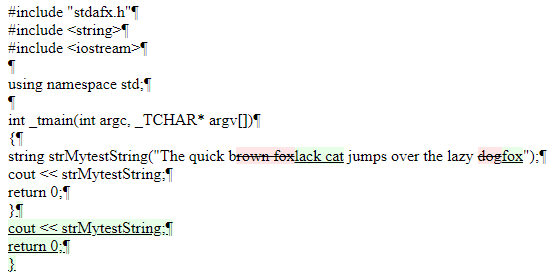 #include "stdafx.h"¶
#include <string>¶
#include <iostream>¶
¶
using namespace std;¶
¶
int _tmain(int argc, _TCHAR* argv[])¶
{¶
string strMytestString("The quick brown foxlack cat jumps over the lazy dogfox");¶
cout << strMytestString;¶
return 0;¶
}¶
cout << strMytestString;¶
return 0;¶
}